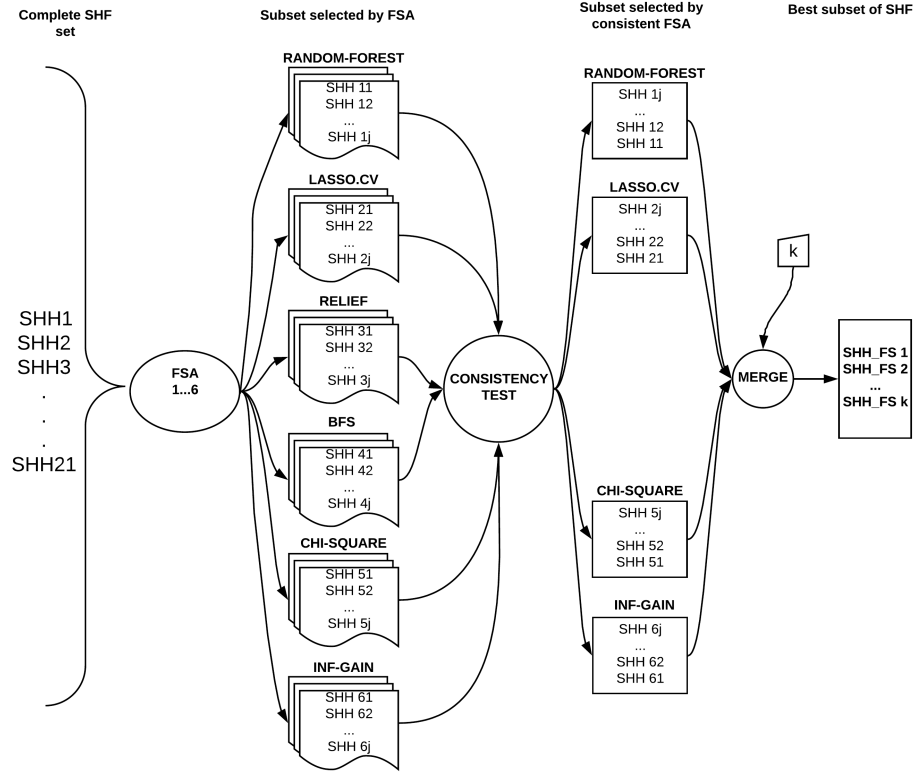 Complete SHF
set
Subset selected by FSA
Subset selected by
consistent FSA
Best subset of SHF
SHH1
SHH2
SHH3
.
.
.
SHH21
FSA
1...6
RANDOM-FOREST
SHH 11
SHH 12
...
SHH 1j
LASSO.CV
SHH 21
SHH 22
...
SHH 2j
RELIEF
SHH 31
SHH 32
...
SHH 3j
BFS
SHH 41
SHH 42
...
SHH 4j
CHI-SQUARE
SHH 51
SHH 52
...
SHH 5j
INF-GAIN
SHH 61
SHH 62
...
SHH 6j
CONSISTENCY
TEST
RANDOM-FOREST
SHH 1j
...
SHH 12
SHH 11
LASSO.CV
SHH 2j
...
SHH 22
SHH 21
CHI-SQUARE
SHH 5j
...
SHH 52
SHH 51
INF-GAIN
SHH 6j
...
SHH 62
SHH 61
k
MERGE
SHH_FS 1
SHH_FS 2
...
SHH_FS k